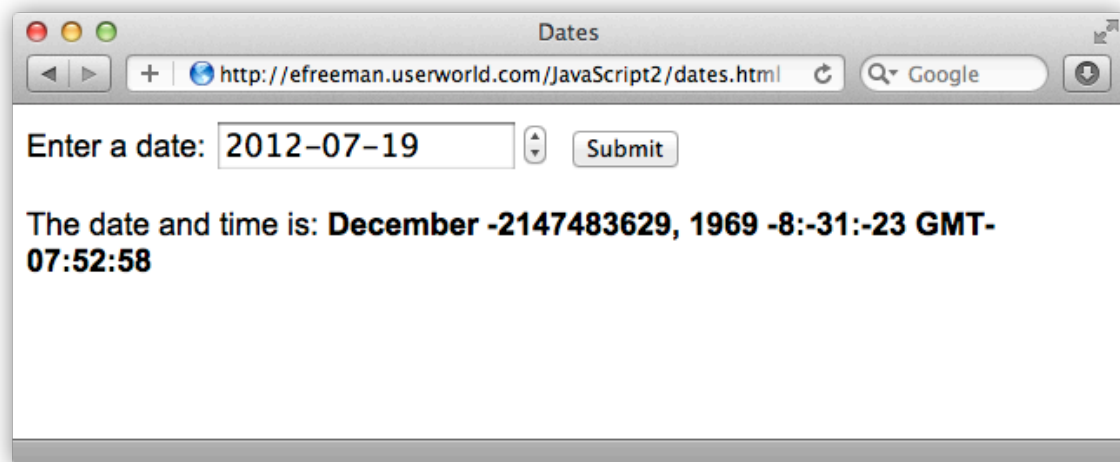 Dates
http://efreeman.userworld.com/JavaScript2/dates.html
Google
Enter a date: 2012-07-19 Submit
The date and time is: December -2147483629, 1969 -8:-31:-23 GMT-
07:52:58